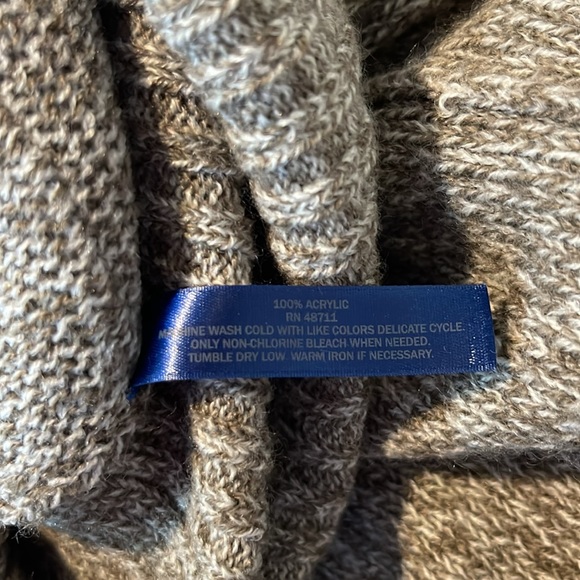 100% ACRYLIC
RN 48711
MACHINE WASH COLD WITH LIKE COLORS DELICATE CYCLE.
ONLY NON-CHLORINE BLEACH WHEN NEEDED.
TUMBLE DRY LOW WARM IRON IF NECESSARY.